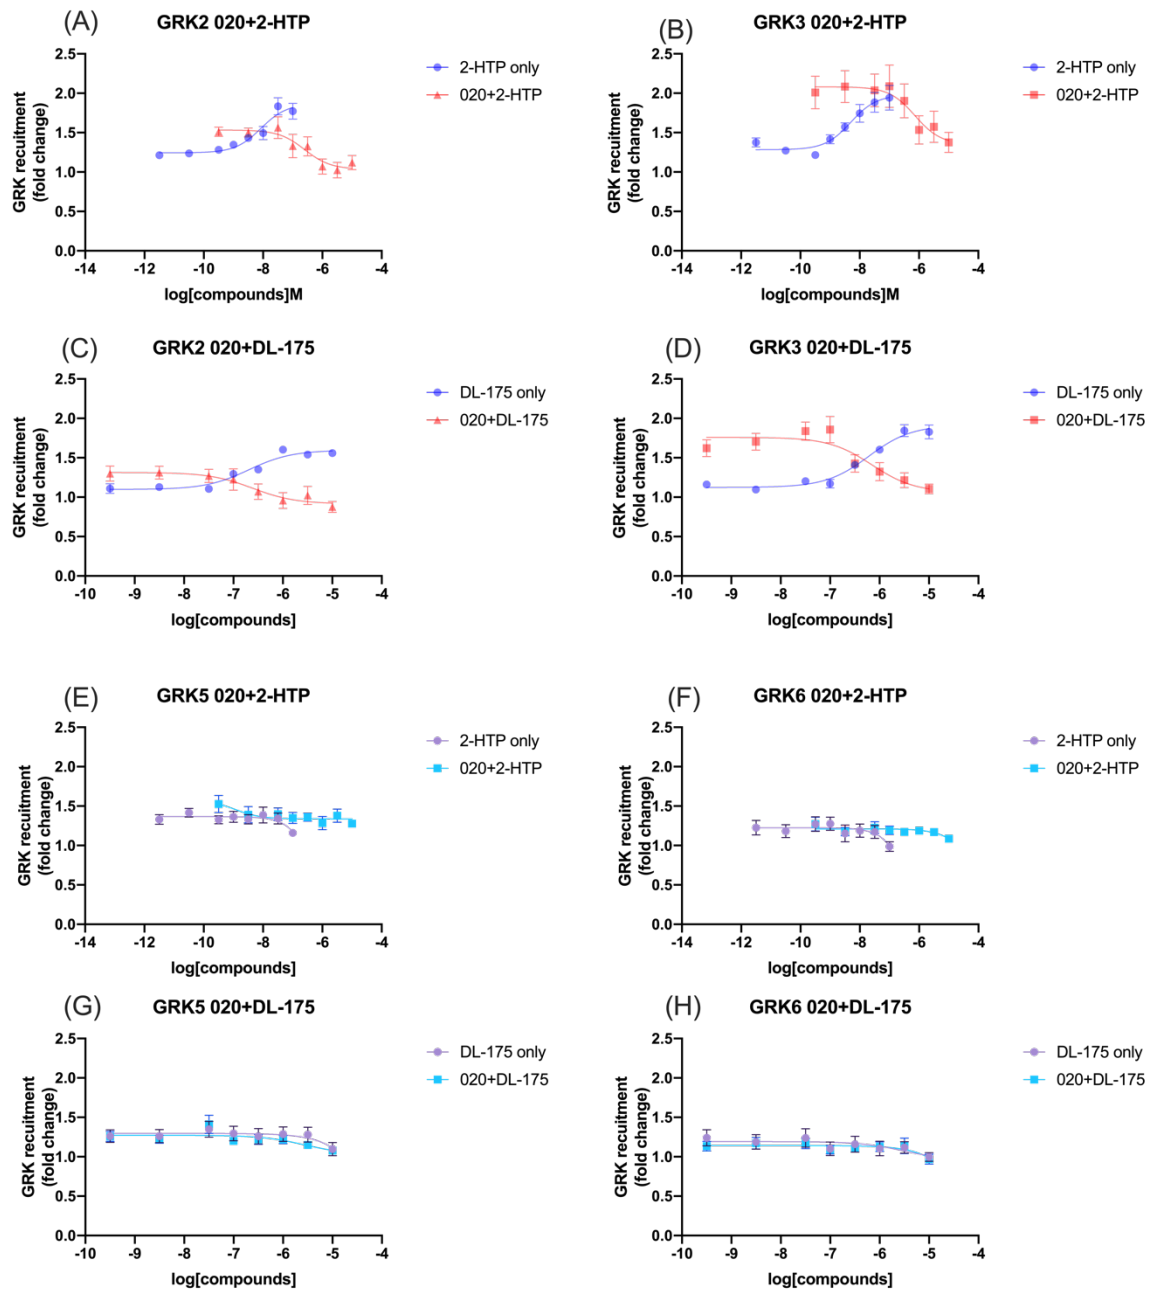 (A)
GRK2 020+2-HTP
2.5
2.0
1.5
1.0
0.5
0.0
-14 -12 -10 -8 -6 -4
GRK recruitment
(fold change)
log[compounds]M
2-HTP only
020+2-HTP
(B)
GRK3 020+2-HTP
2.5
2.0
1.5
1.0
0.5
0.0
-14 -12 -10 -8 -6 -4
GRK recruitment
(fold change)
log[compounds]M
2-HTP only
020+2-HTP
(C)
GRK2 020+DL-175
2.5
2.0
1.5
1.0
0.5
0.0
-10 -9 -8 -7 -6 -5 -4
GRK recruitment
(fold change)
log[compounds]
DL-175 only
020+DL-175
(D)
GRK3 020+DL-175
2.5
2.0
1.5
1.0
0.5
0.0
-10 -9 -8 -7 -6 -5 -4
GRK recruitment
(fold change)
log[compounds]
DL-175 only
020+DL-175
(E)
GRK5 020+2-HTP
2.5
2.0
1.5
1.0
0.5
0.0
-14 -12 -10 -8 -6 -4
GRK recruitment
(fold change)
log[compounds]
2-HTP only
020+2-HTP
(F)
GRK6 020+2-HTP
2.5
2.0
1.5
1.0
0.5
0.0
-14 -12 -10 -8 -6 -4
GRK recruitment
(fold change)
log[compounds]
2-HTP only
020+2-HTP
(G)
GRK5 020+DL-175
2.5
2.0
1.5
1.0
0.5
0.0
-10 -9 -8 -7 -6 -5 -4
GRK recruitment
(fold change)
log[compounds]
DL-175 only
020+DL-175
(H)
GRK6 020+DL-175
2.5
2.0
1.5
1.0
0.5
0.0
-10 -9 -8 -7 -6 -5 -4
GRK recruitment
(fold change)
log[compounds]
DL-175 only
020+DL-175